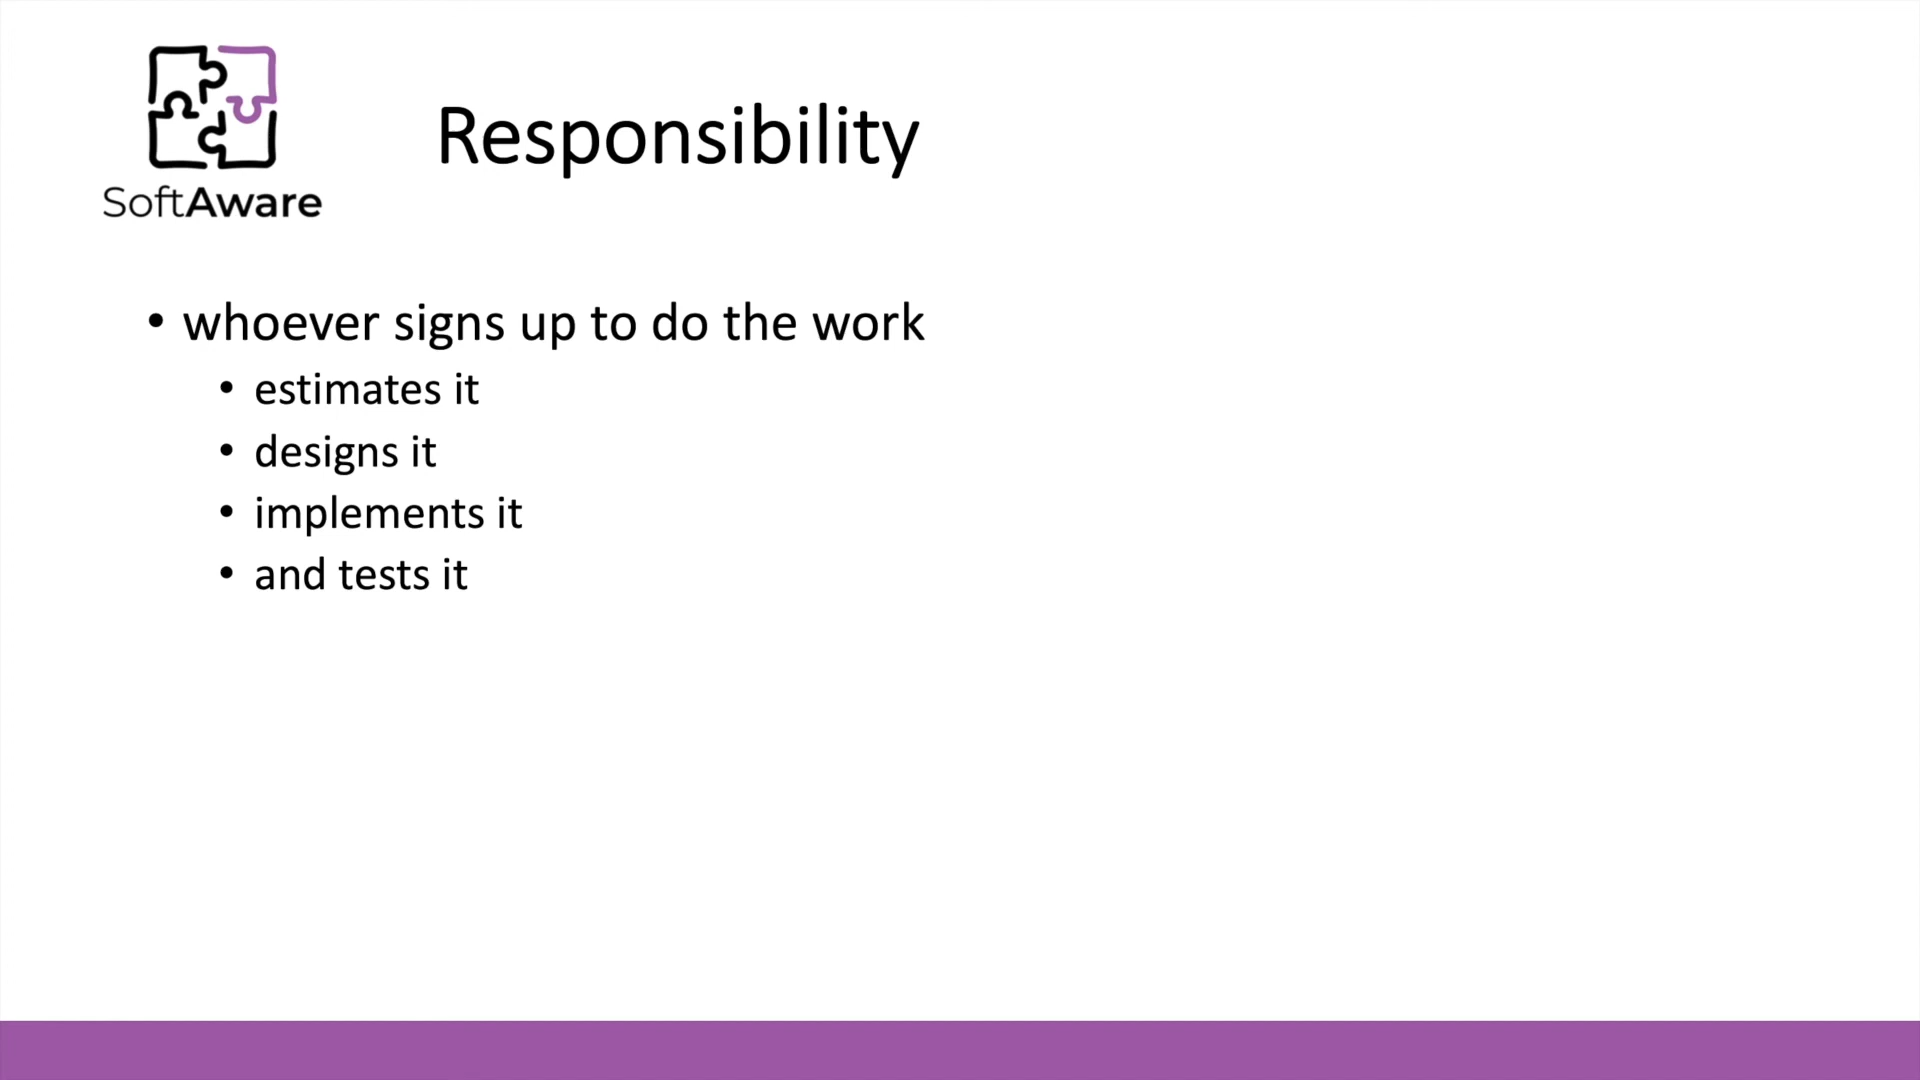 SoftAware
Responsibility
• whoever signs up to do the work
• estimates it
• designs it
• implements it
• and tests it